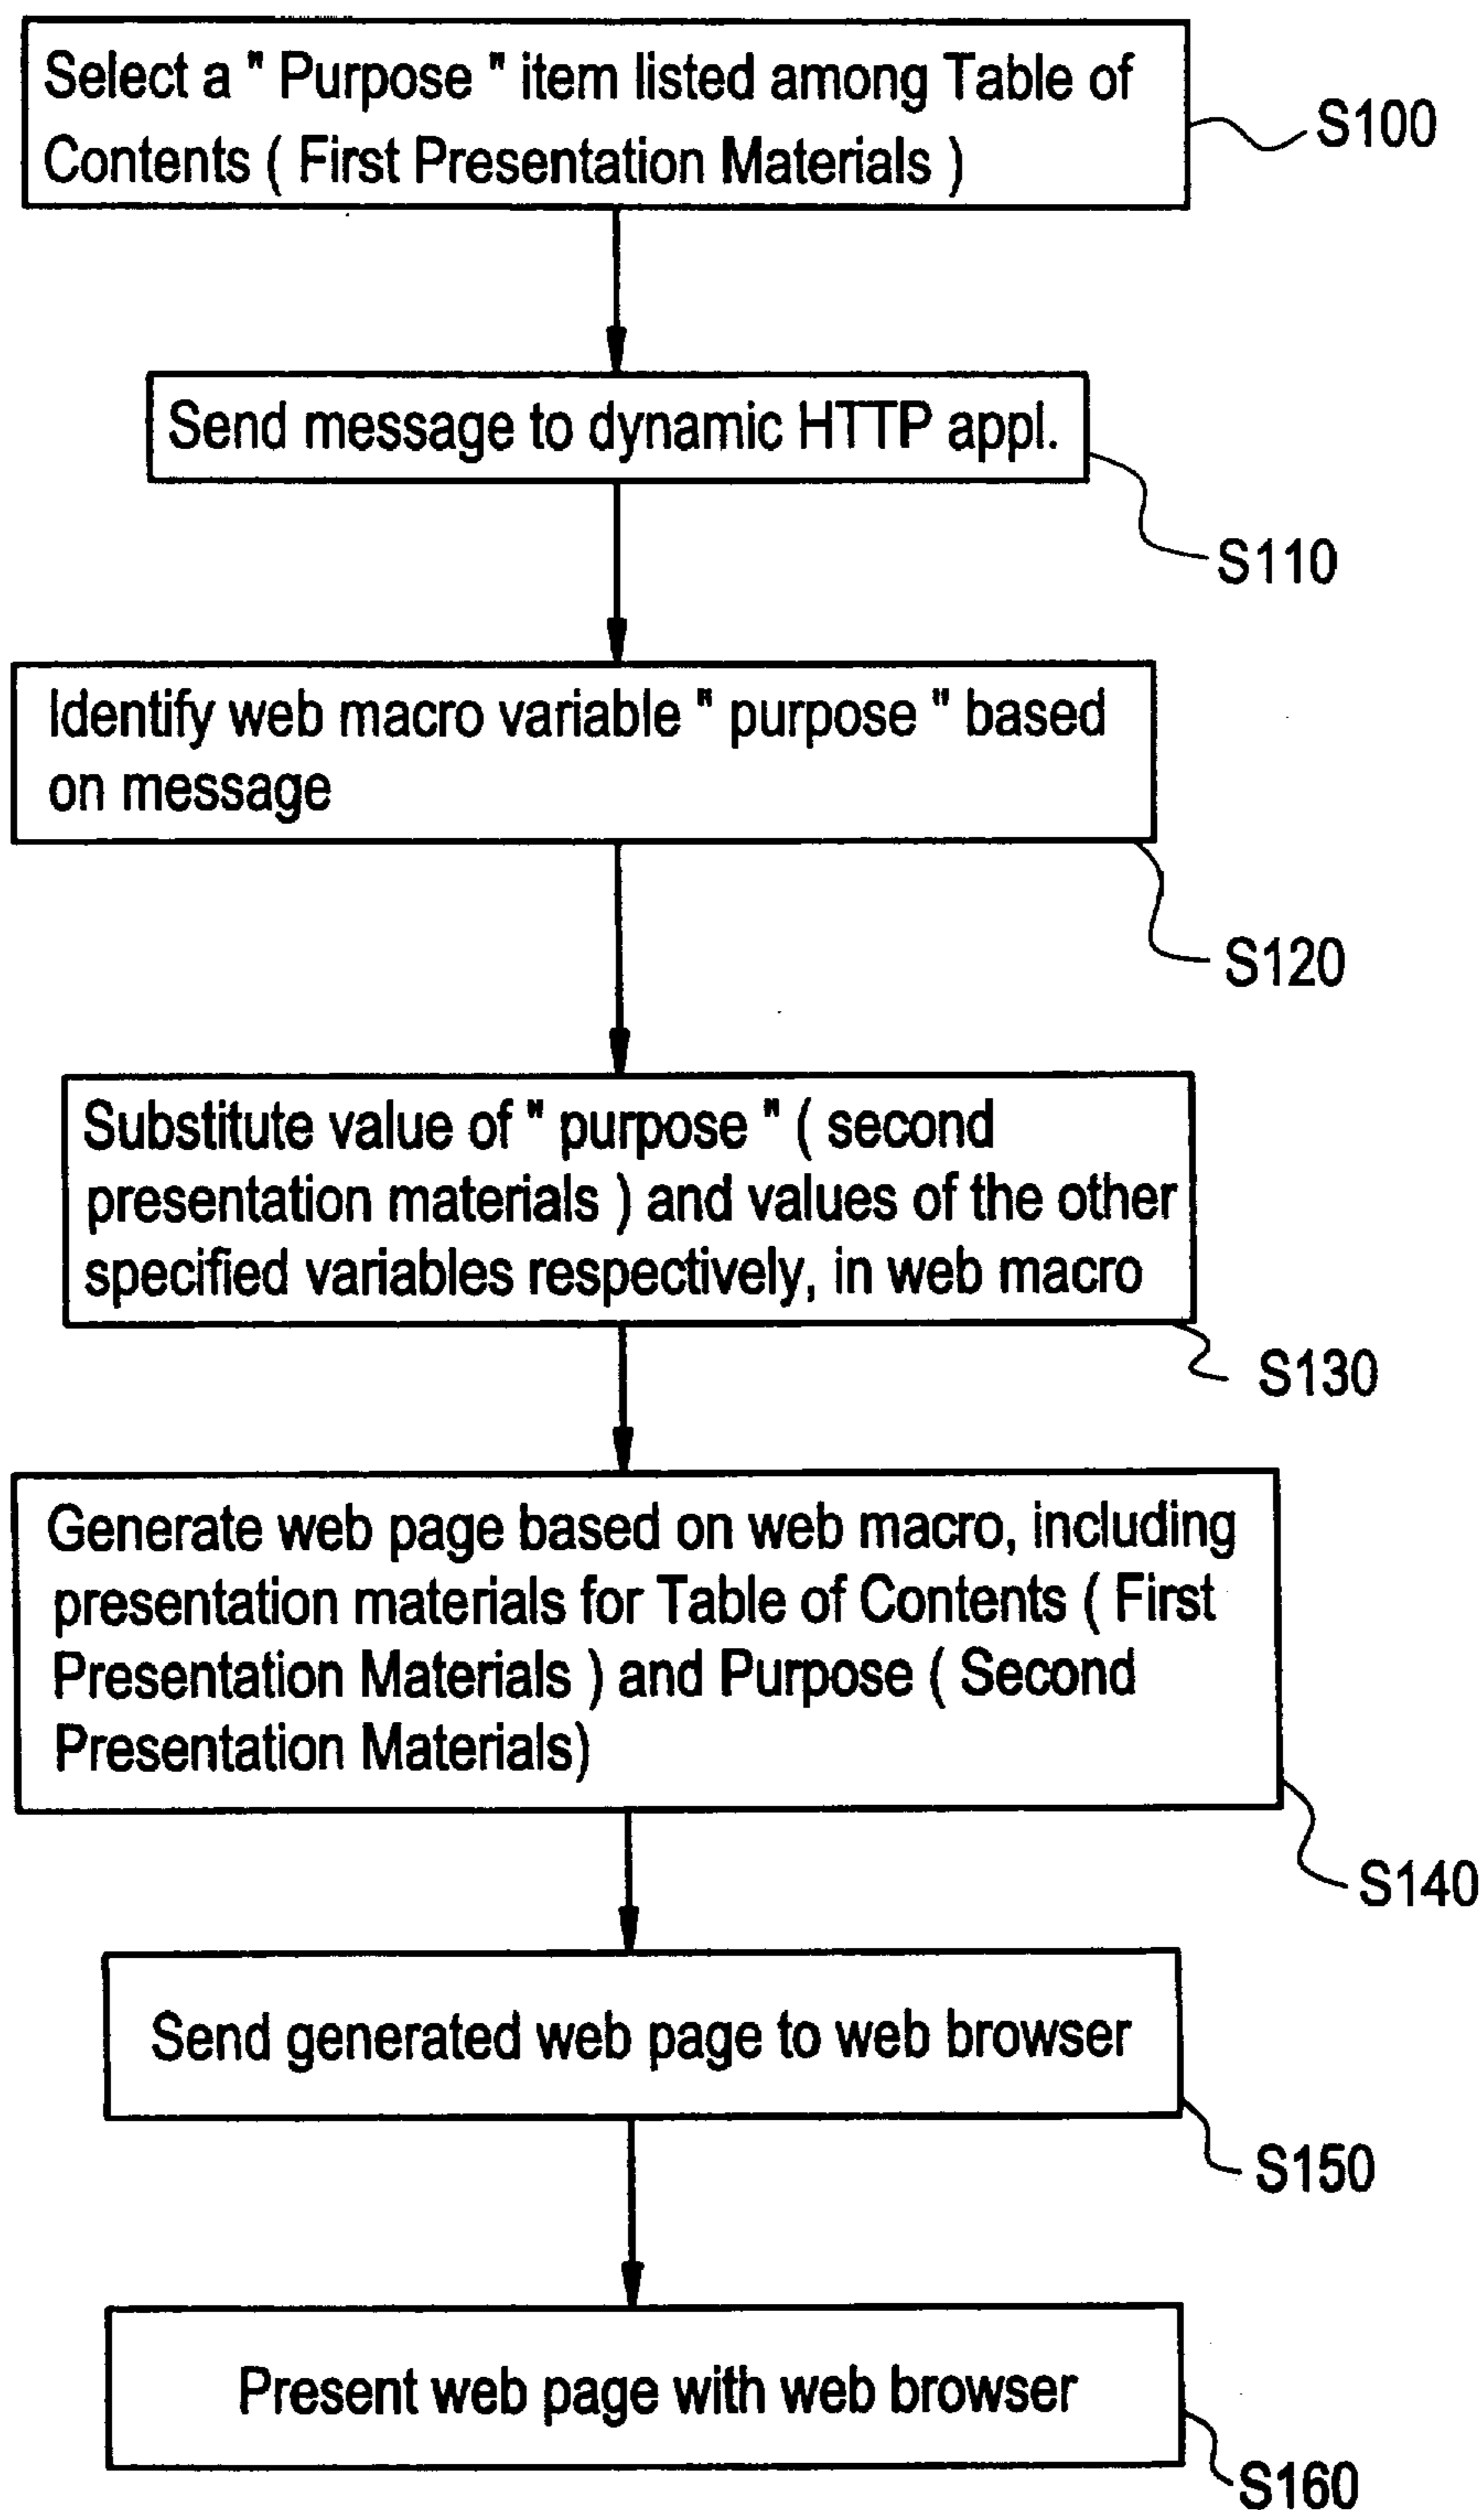 Select a " Purpose " item listed among Table of
Contents ( First Presentation Materials )
S100
Send message to dynamic HTTP appl.
S110
Identify web macro variable " purpose " based
on message
S120
Substitute value of " purpose " ( second
presentation materials ) and values of the other
specified variables respectively, in web macro
S130
Generate web page based on web macro, including
presentation materials for Table of Contents ( First
Presentation Materials ) and Purpose ( Second
Presentation Materials)
S140
Send generated web page to web browser
S150
Present web page with web browser
S160